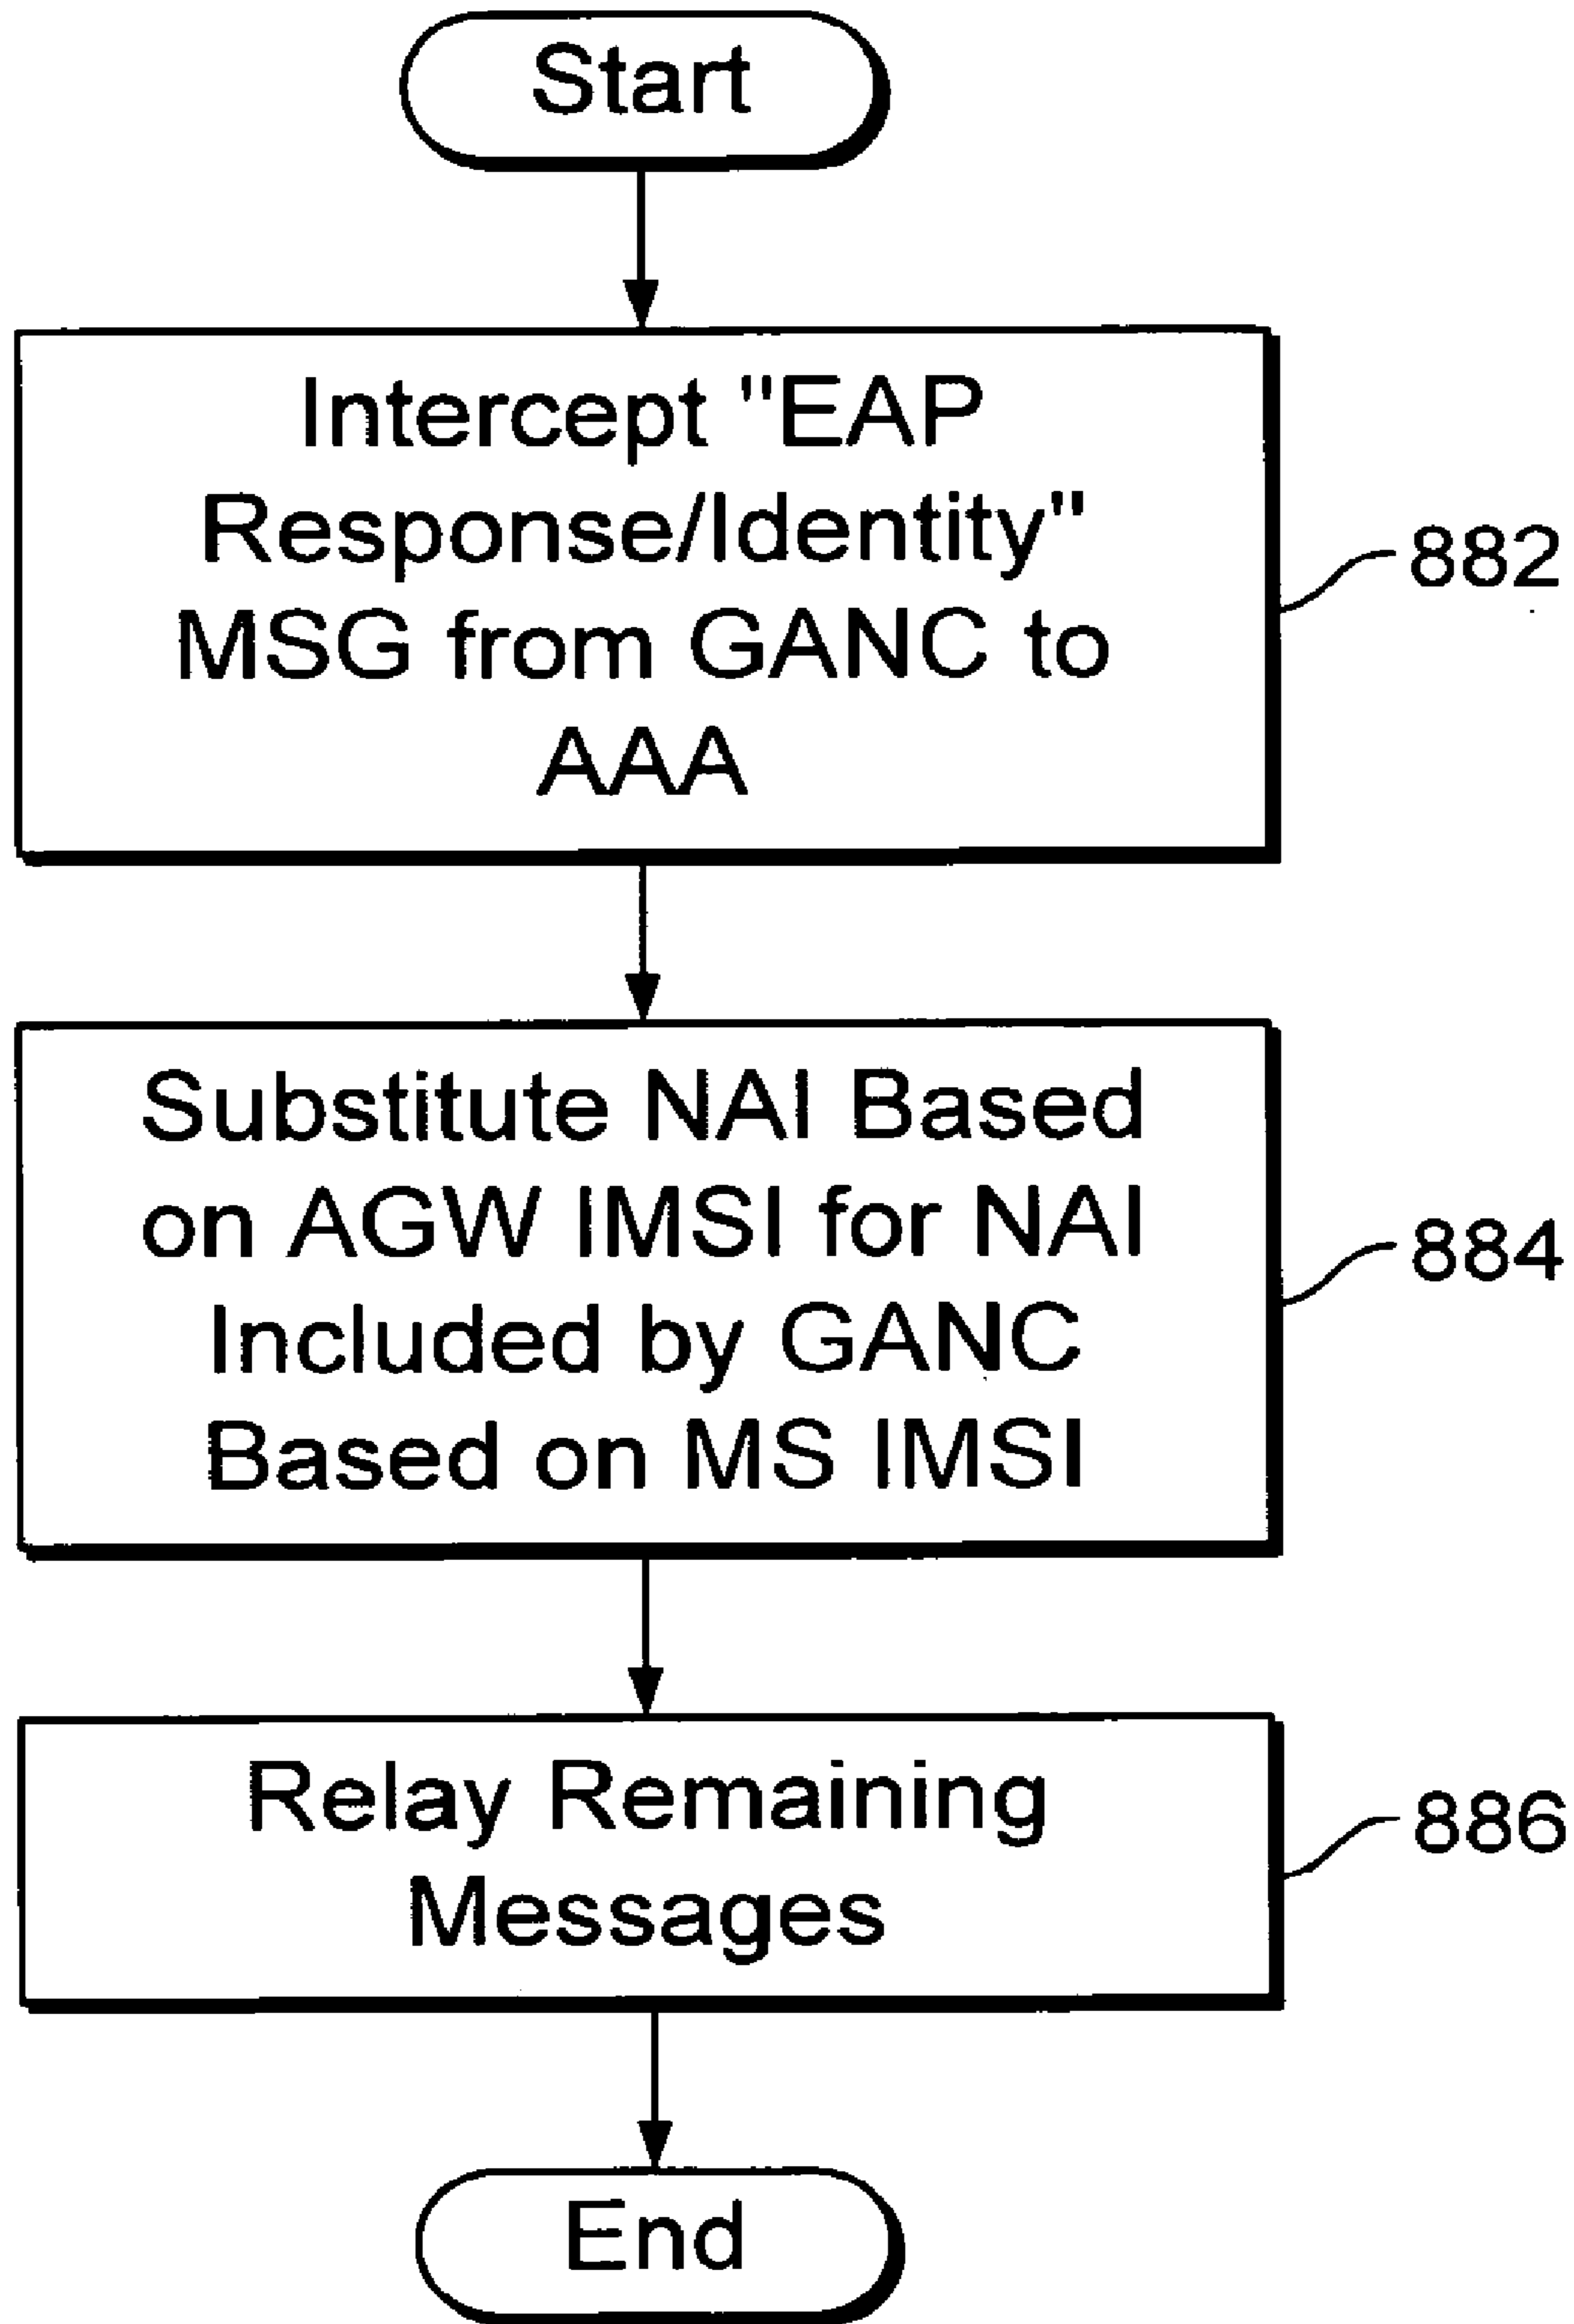 Start
Intercept "EAP
Response/Identity"
MSG from GANC to
AAA
882
Substitute NAI Based
on AGW IMSI for NAI
Included by GANC
Based on MS IMSI
884
Relay Remaining
Messages
886
End